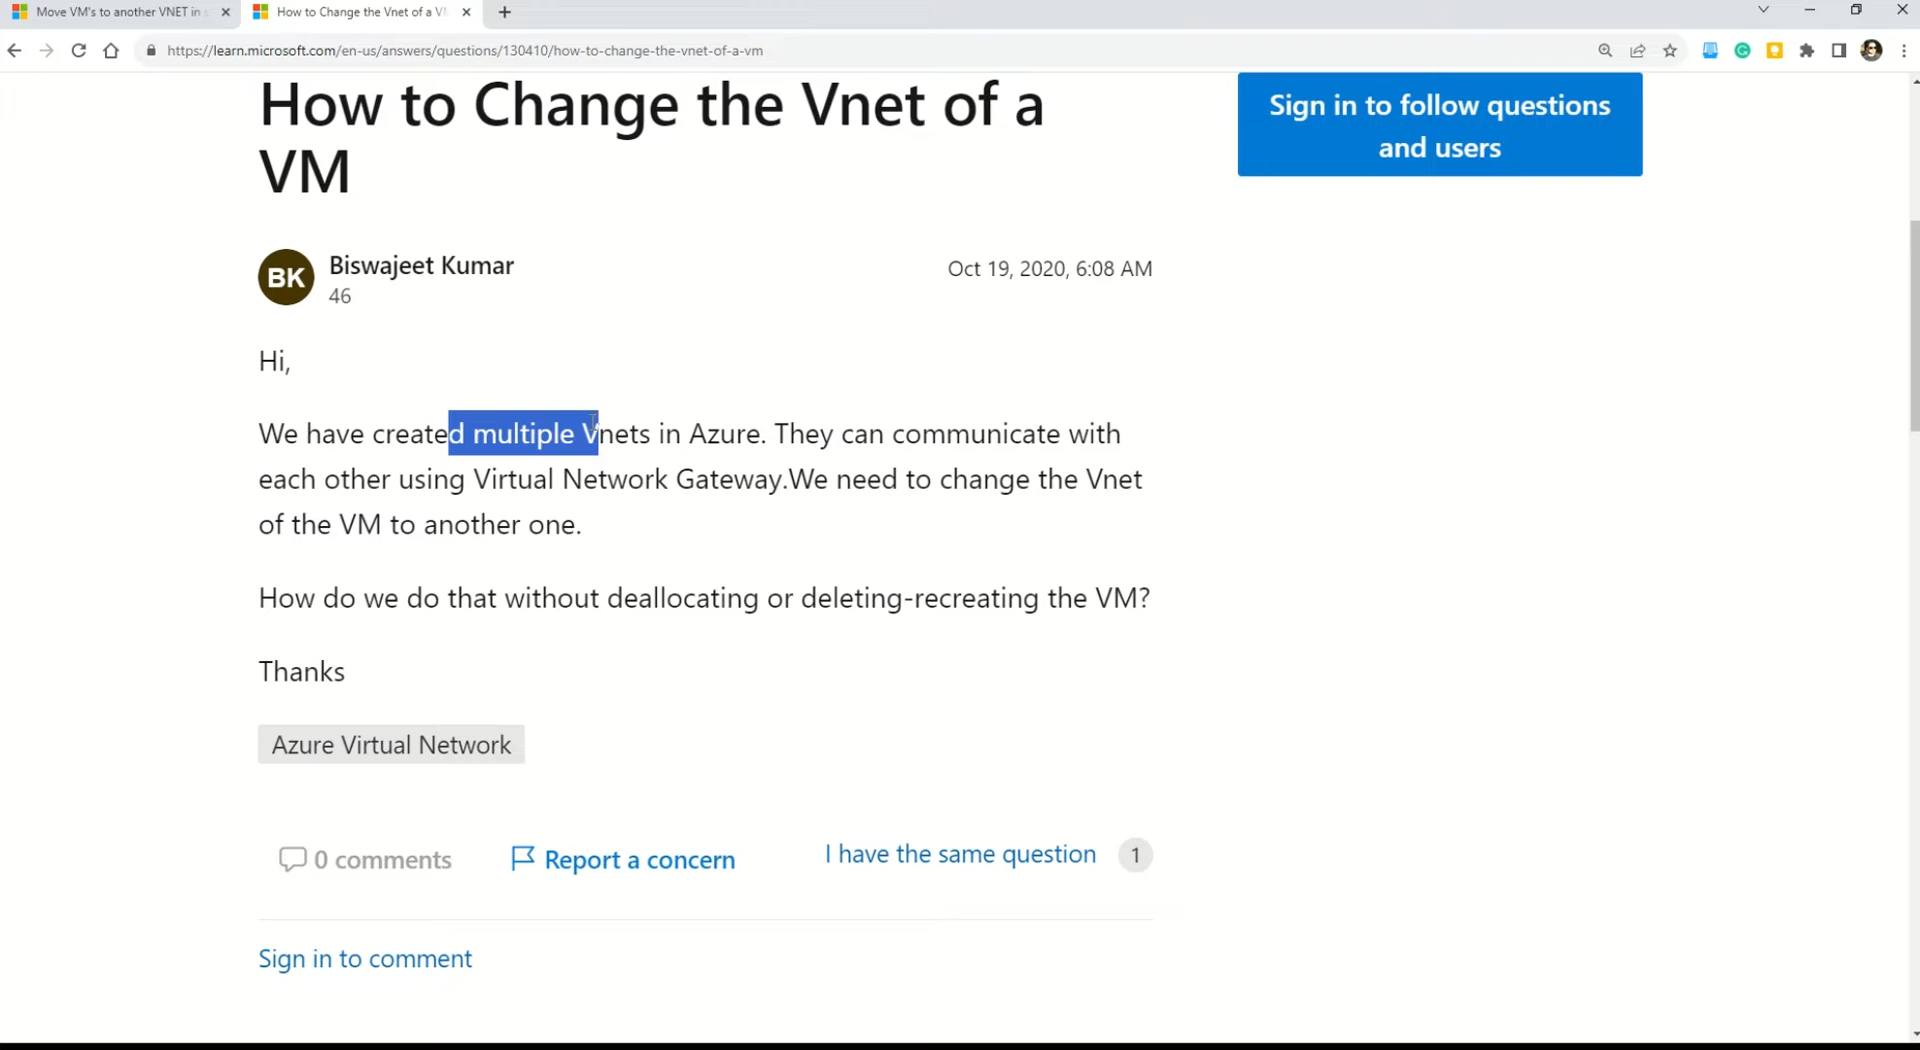 Move VM's to another VNET in s
How to Change the Vnet of a VM
https://learn.microsoft.com/en-us/answers/questions/130410/how-to-change-the-vnet-of-a-vm
How to Change the Vnet of a
VM
Sign in to follow questions
and users
BK
Biswajeet Kumar
46
Oct 19, 2020, 6:08 AM
Hi,
We have created multiple Vnets in Azure. They can communicate with
each other using Virtual Network Gateway.We need to change the Vnet
of the VM to another one.
How do we do that without deallocating or deleting-recreating the VM?
Thanks
Azure Virtual Network
0 comments
Report a concern
I have the same question
1
Sign in to comment